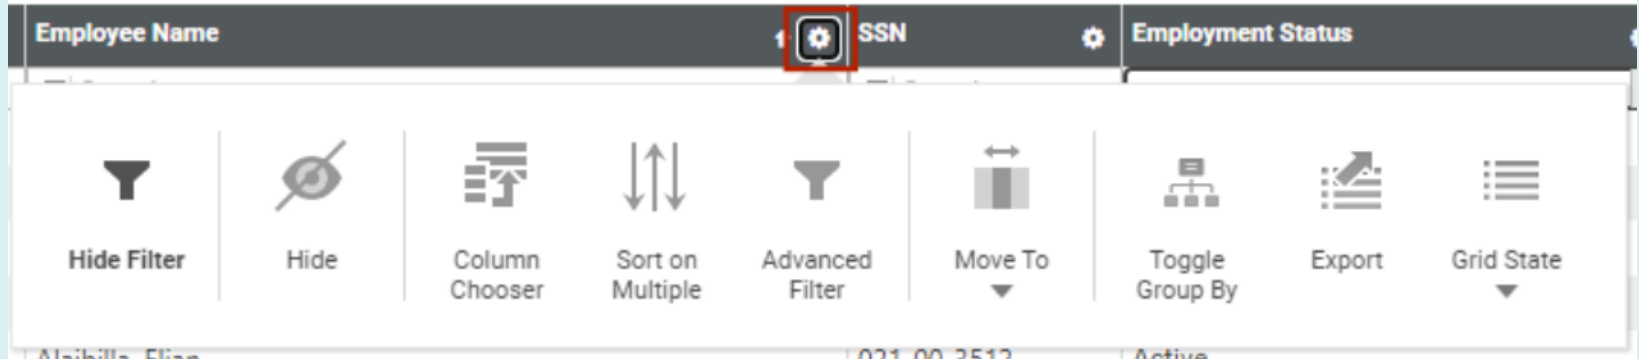 Employee Name
SSN
Employment Status
Hide Filter
Hide
Column
Chooser
Sort on
Multiple
Advanced
Filter
Move To
Toggle
Group By
Export
Grid State
Active